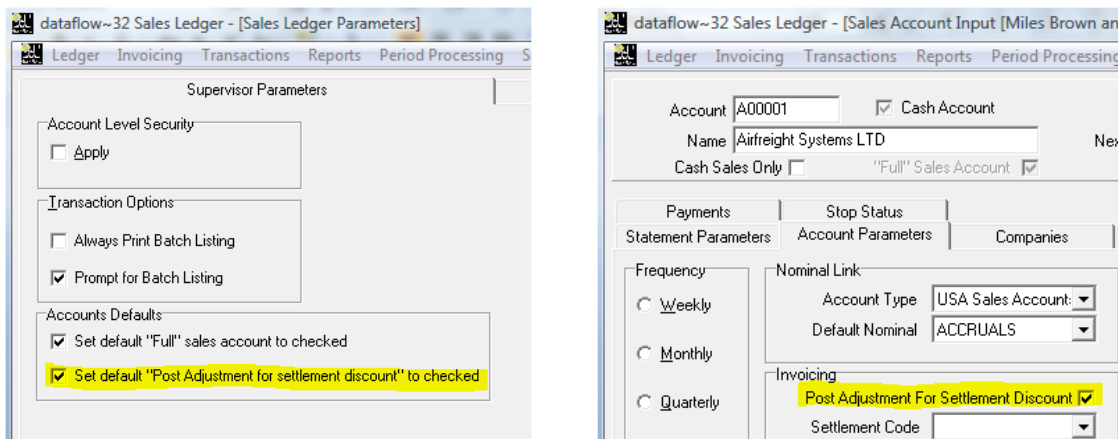 dataflow~32 Sales Ledger - [Sales Ledger Parameters]
Ledger Invoicing Transactions Reports Period Processing S
Supervisor Parameters
Account Level Security
Apply
Transaction Options
Always Print Batch Listing
Prompt for Batch Listing
Accounts Defaults
Set default "Full" sales account to checked
Set default "Post Adjustment for settlement discount" to checked
dataflow~32 Sales Ledger - [Sales Account Input [Miles Brown an
Ledger Invoicing Transactions Reports Period Processing
Account A00001 Cash Account
Name Airfreight Systems LTD Nex
Cash Sales Only "Full" Sales Account
Payments Stop Status
Statement Parameters Account Parameters Companies
Frequency
Weekly
Monthly
Quarterly
Nominal Link
Account Type USA Sales Account:
Default Nominal ACCRUALS
Invoicing
Post Adjustment For Settlement Discount
Settlement Code